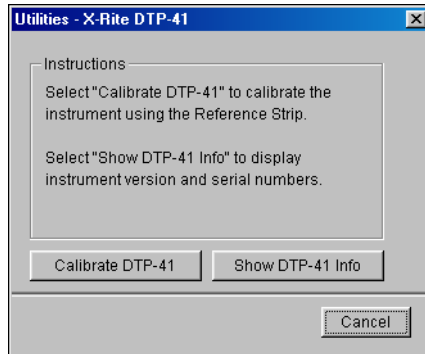 Utilities - X-Rite DTP-41
Instructions
Select "Calibrate DTP-41" to calibrate the
instrument using the Reference Strip.
Select "Show DTP-41 Info" to display
instrument version and serial numbers.
Calibrate DTP-41
Show DTP-41 Info
Cancel